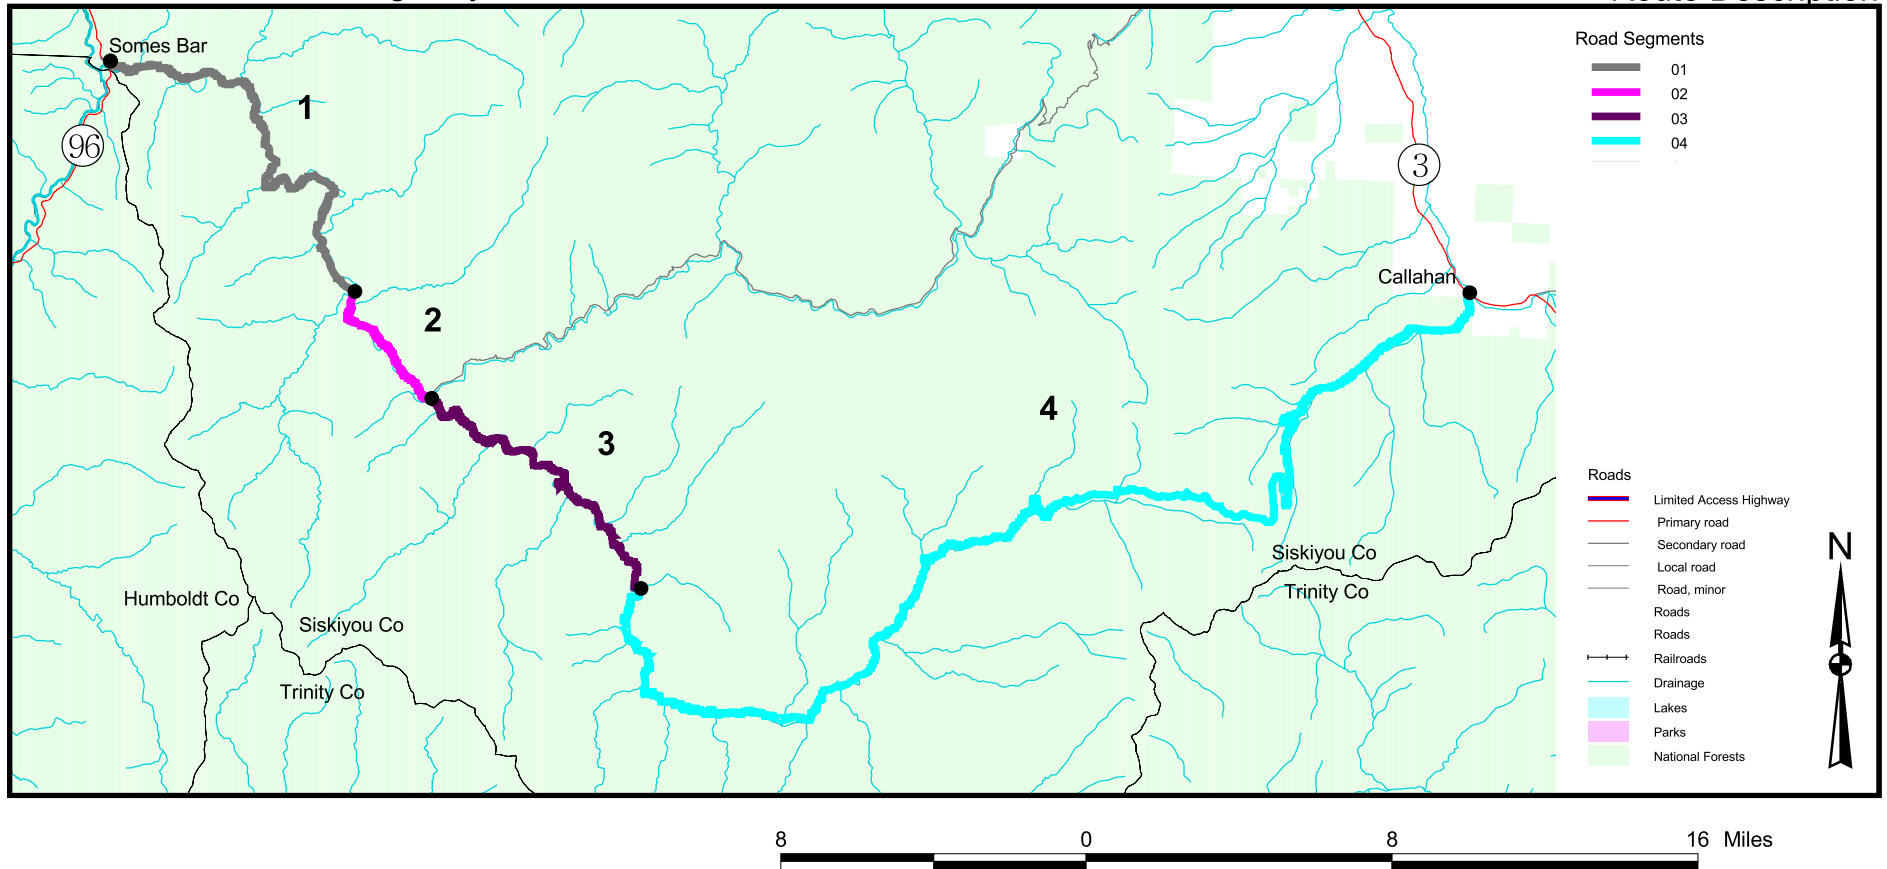 Route Description
Somes Bar
1
96
2
3
4
3
Callahan
Humboldt Co
Siskiyou Co
Trinity Co
Siskiyou Co
Trinity Co
Road Segments
01
02
03
04
Roads
Limited Access Highway
Primary road
Secondary road
Local road
Road, minor
Roads
Roads
Railroads
Drainage
Lakes
Parks
National Forests
N
8 0 8 16 Miles